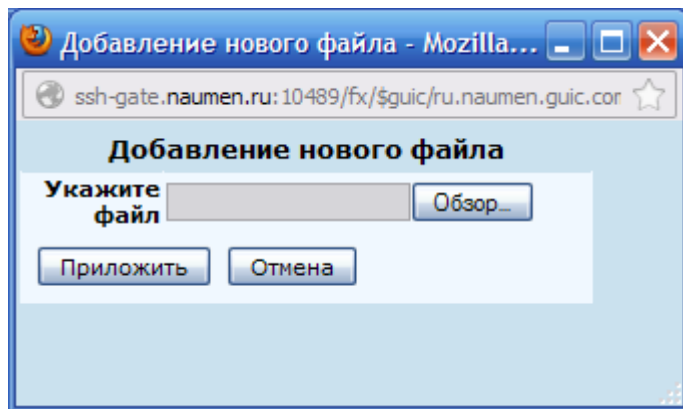 Добавление нового файла - Mozilla...
ssh-gate.naumen.ru:10489/fx/$guic/ru.naumen.guic.cor
Добавление нового файла
Укажите
файл
Обзор...
Приложить Отмена